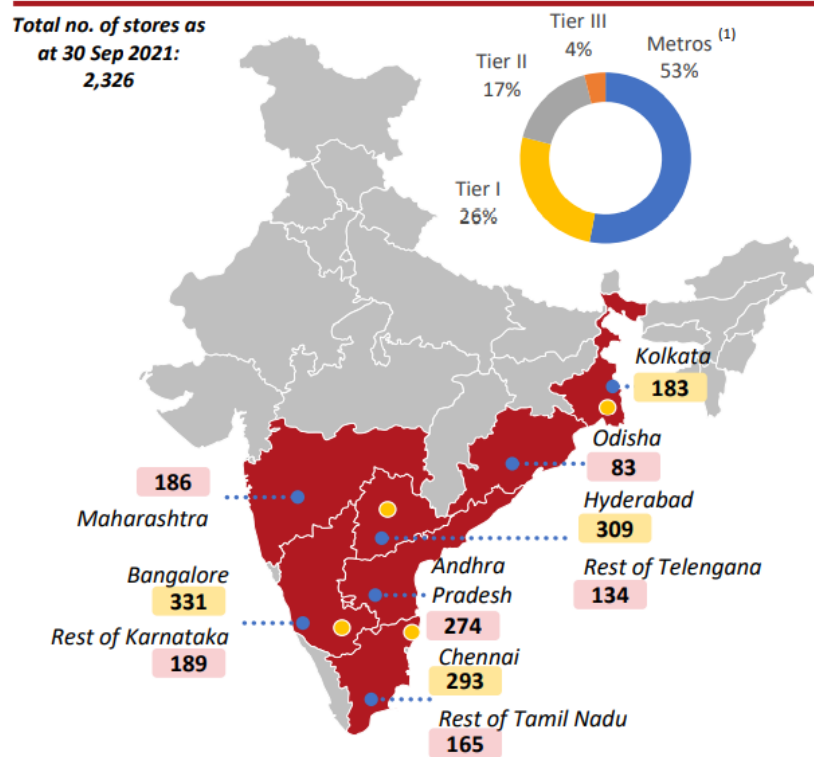 Total no. of stores as
at 30 Sep 2021:
2,326
Tier III
4%
Metros (1)
53%
Tier II
17%
Tier I
26%
Kolkata
183
Odisha
83
186
Maharashtra
Hyderabad
309
Bangalore
331
Andhra
Pradesh
274
Rest of Telengana
134
Rest of Karnataka
189
Chennai
293
Rest of Tamil Nadu
165